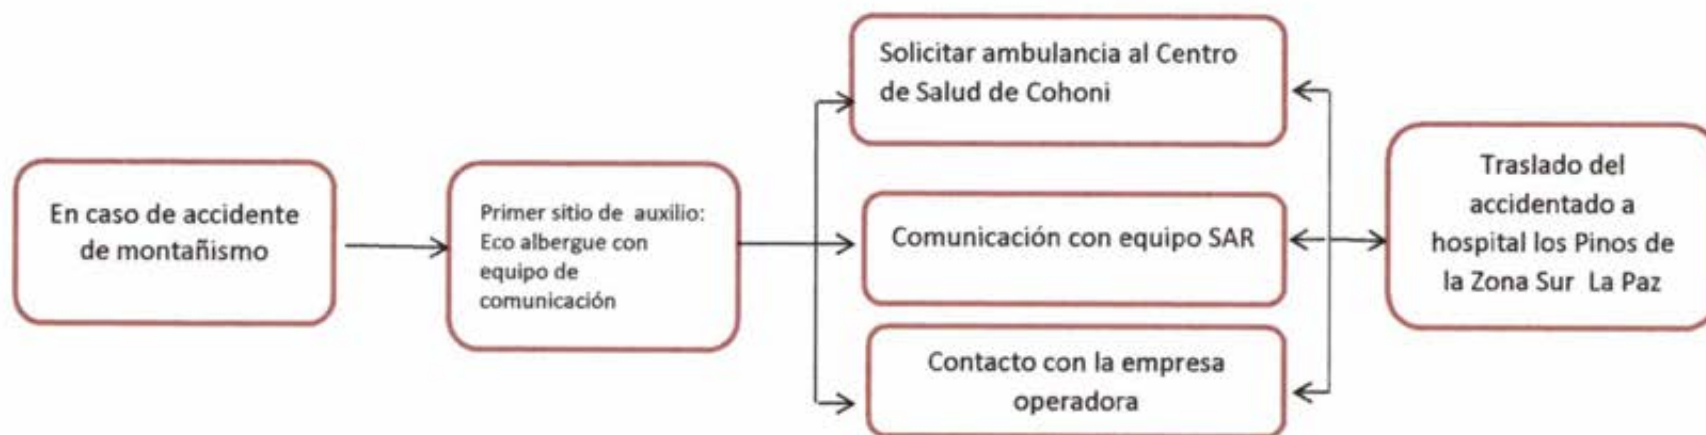 En caso de accidente
de montañismo
Primer sitio de auxilio:
Eco albergue con
equipo de
comunicación
Solicitar ambulancia al Centro
de Salud de Cohoni
Comunicación con equipo SAR
Contacto con la empresa
operadora
Traslado del
accidentado a
hospital los Pinos de
la Zona Sur La Paz